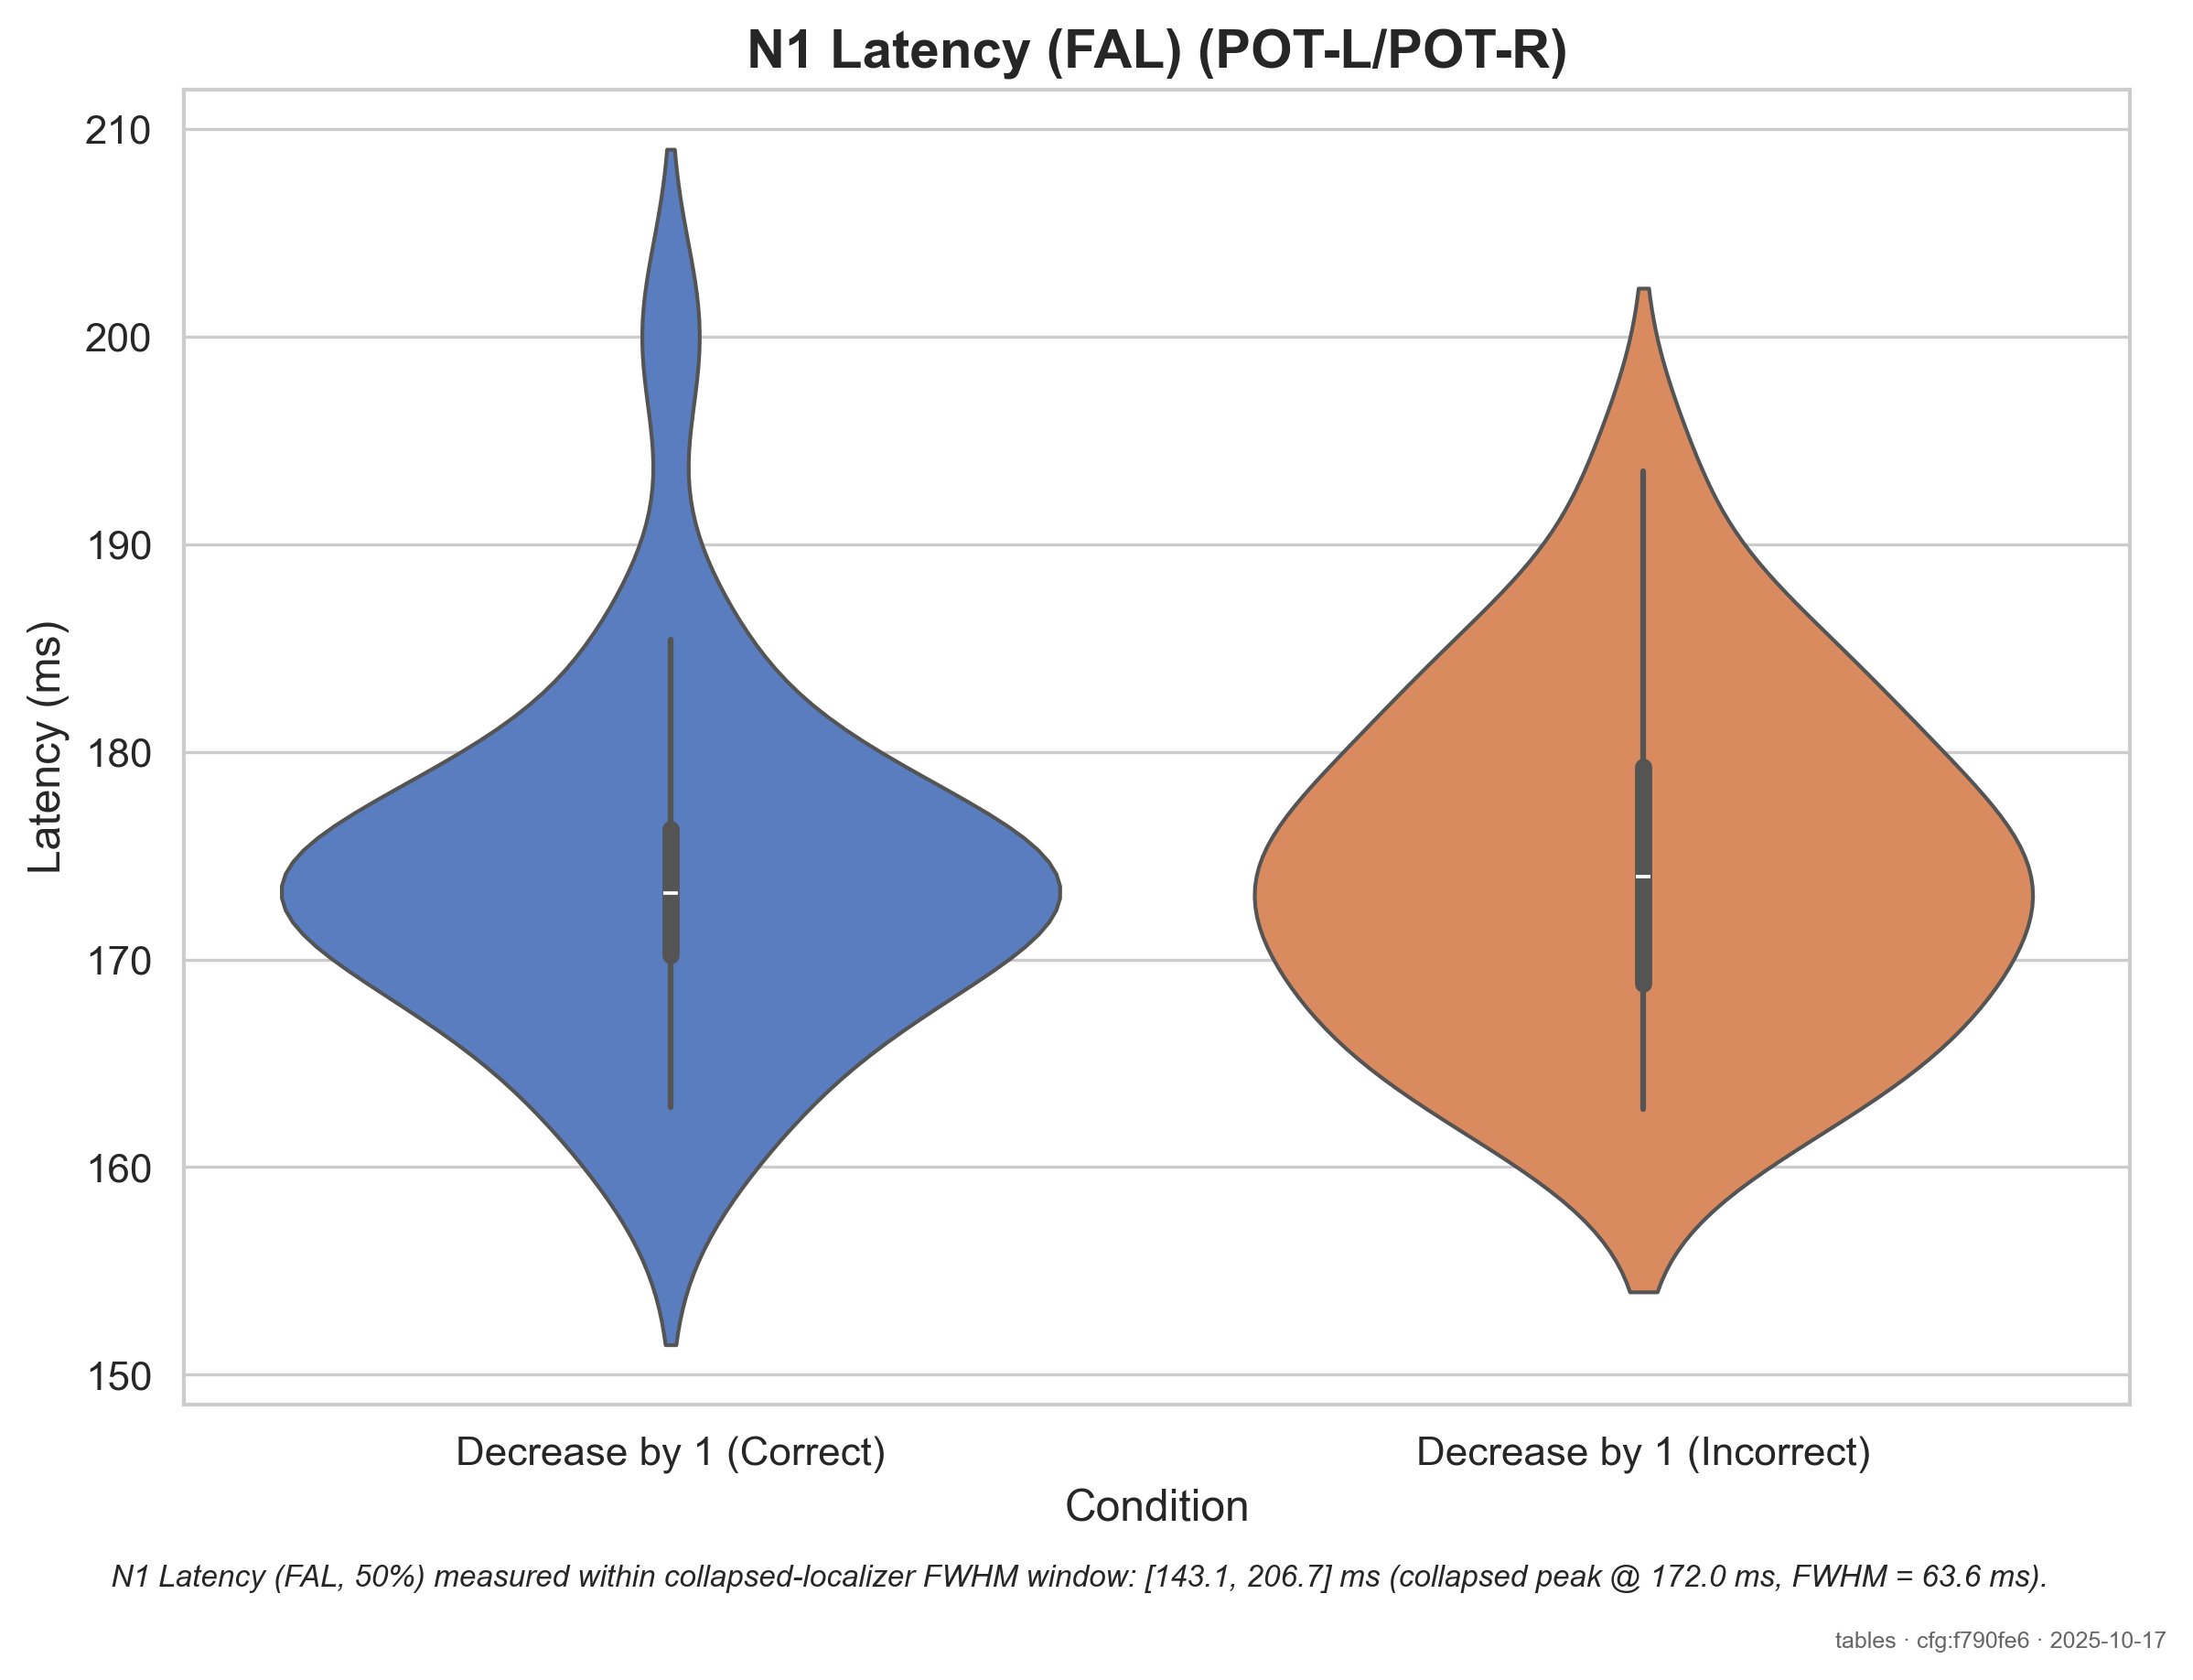 N1 Latency (FAL) (POT-L/POT-R)
Latency (ms)
210
200
190
180
170
160
150
Decrease by 1 (Correct)
Decrease by 1 (Incorrect)
Condition
N1 Latency (FAL, 50%) measured within collapsed-localizer FWHM window: [143.1, 206.7] ms (collapsed peak @ 172.0 ms, FWHM = 63.6 ms).
tables · cfg:f790fe6 · 2025-10-17